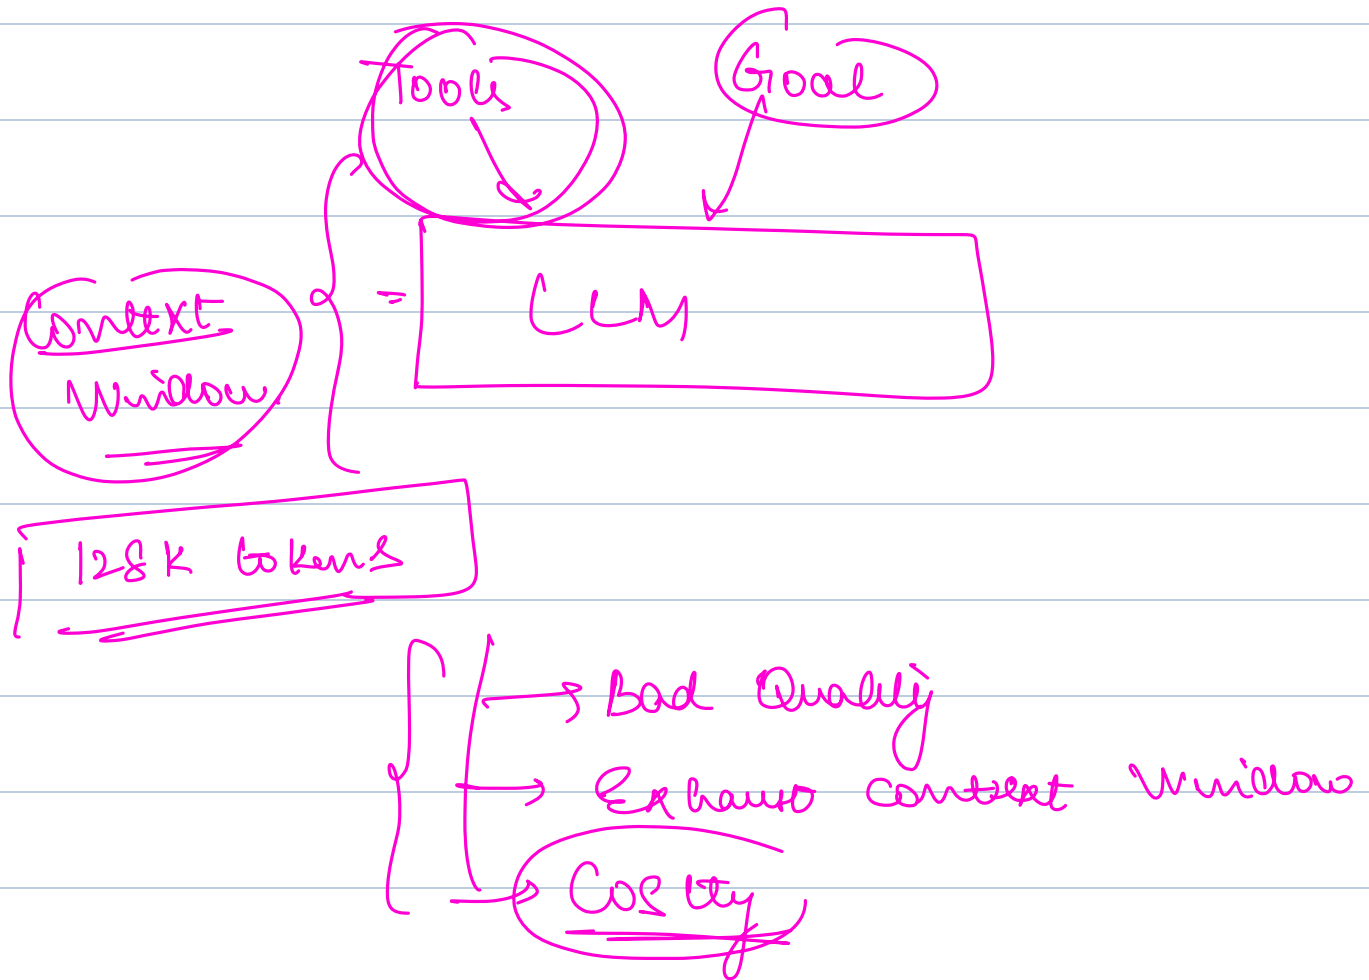 Tools
Goal
LLM
Context
Window
128K tokens
Bad Quality
Exhaust context window
Costly